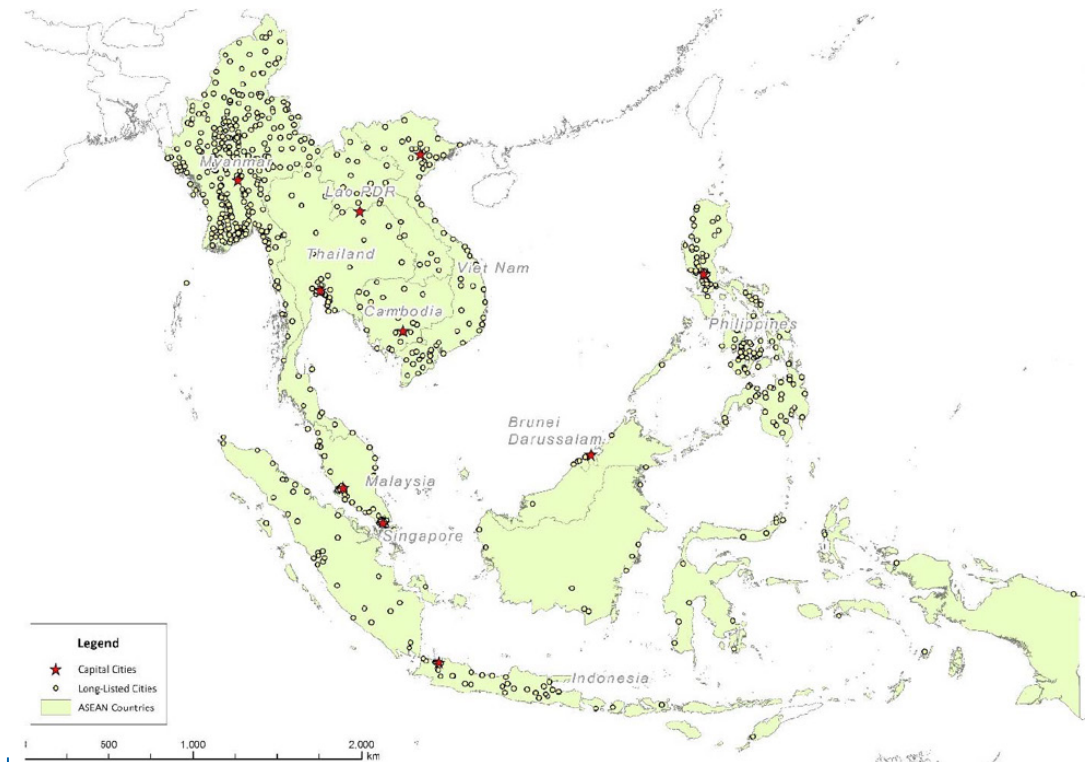 Myanmar
Lao PDR
Thailand
Viet Nam
Cambodia
Philippines
Brunei
Darussalam
Malaysia
Singapore
Indonesia
Legend
Capital Cities
Long-Listed Cities
ASEAN Countries
500 1,000 2,000
km